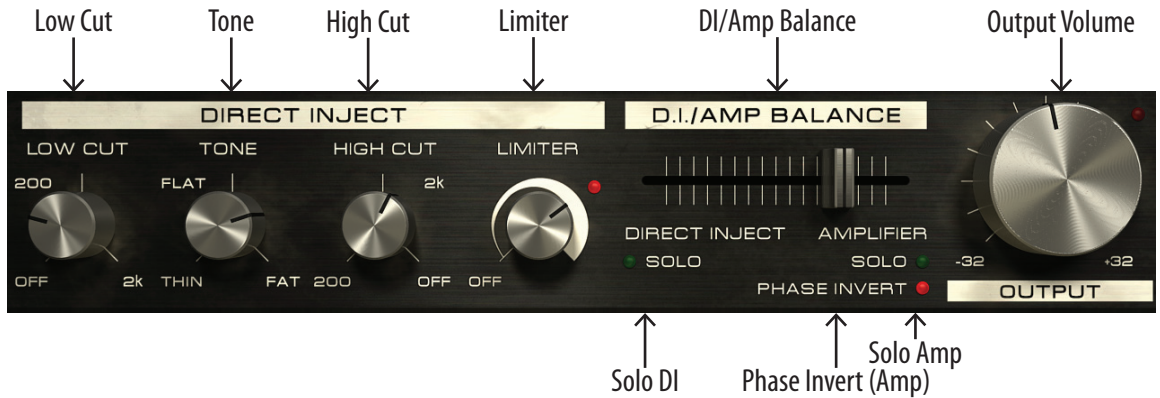 Low Cut Tone High Cut Limiter DI/Amp Balance Output Volume
DIRECT INJECT D.I./AMP BALANCE
LOW CUT TONE HIGH CUT LIMITER
200 FLAT 2k
DIRECT INJECT AMPLIFIER
SOLO SOLO -32 +32
OFF 2k THIN FAT 200 OFF OFF
PHASE INVERT OUTPUT
Solo Amp
Solo DI Phase Invert (Amp)